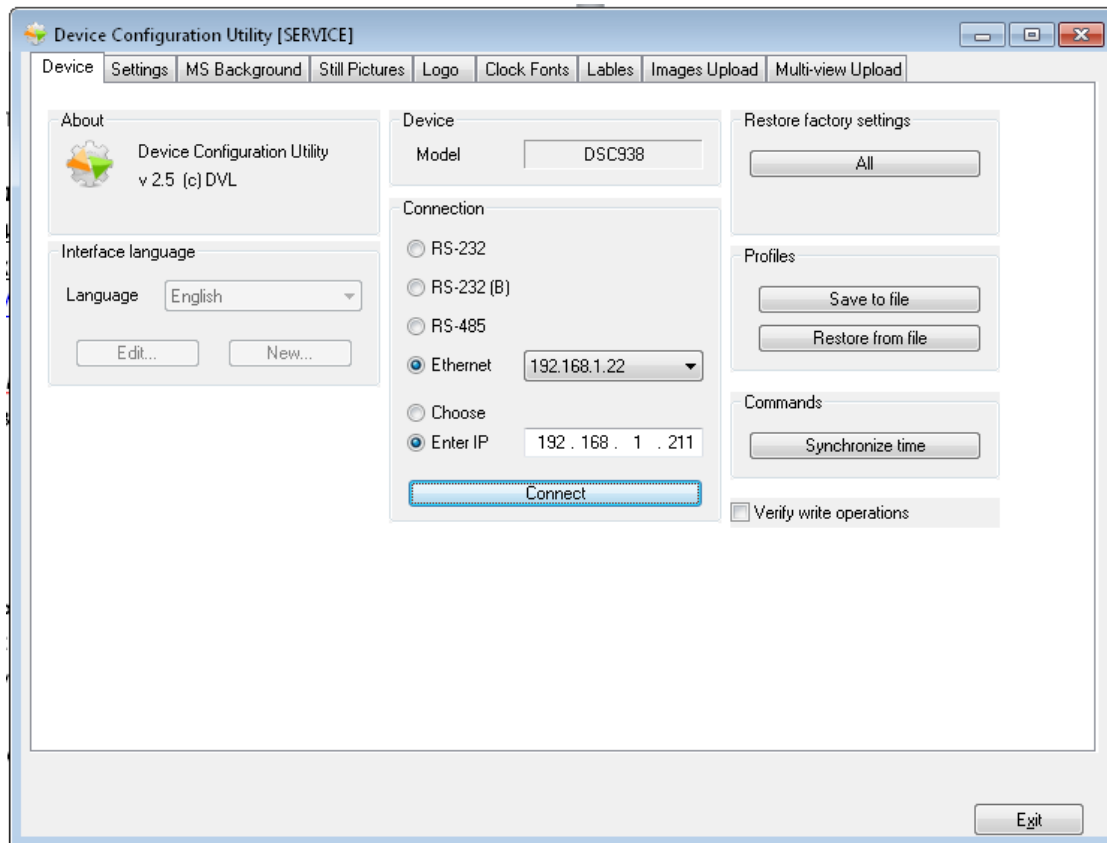 Device Configuration Utility [SERVICE]
Device Settings MS Background Still Pictures Logo Clock Fonts Lables Images Upload Multi-view Upload
About
Device Configuration Utility
v 2.5 (c) DVL
Interface language
Language English
Edit... New...
Device
Model DSC938
Connection
RS-232
RS-232 (B)
RS-485
Ethernet 192.168.1.22
Choose
Enter IP 192 . 168 . 1 . 211
Connect
Restore factory settings
All
Profiles
Save to file
Restore from file
Commands
Synchronize time
Verify write operations
Exit